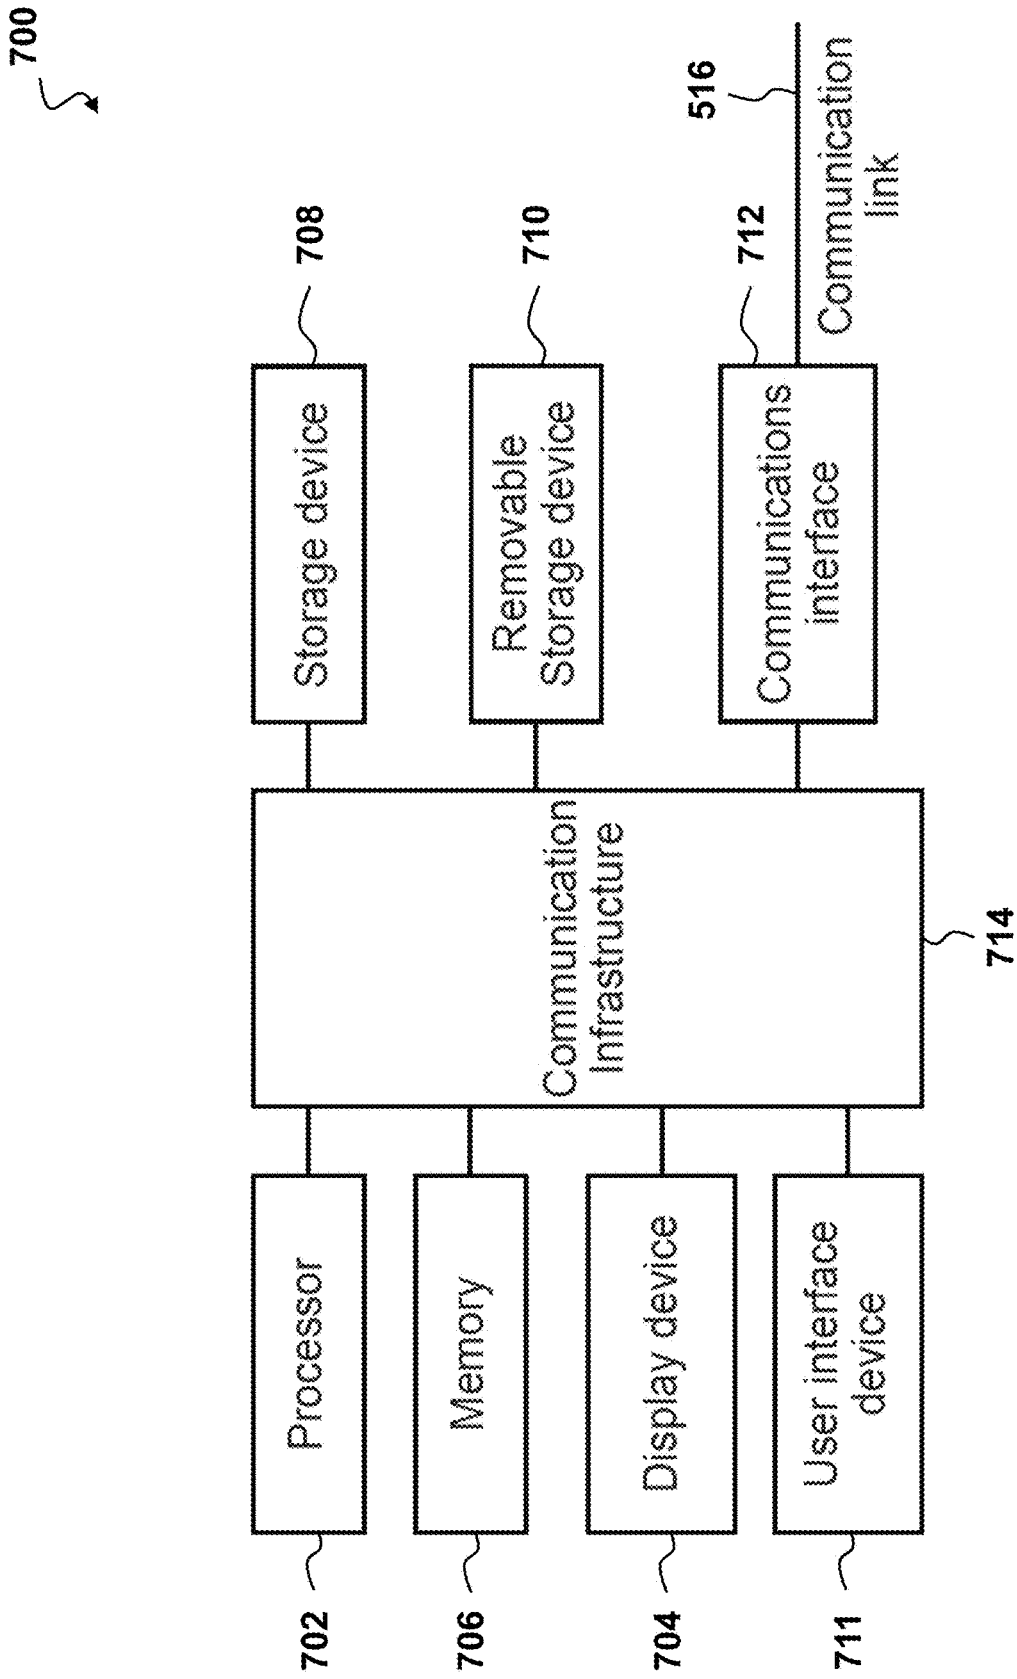 700
702
Processor
706
Memory
704
Display device
711
User interface
device
Communication
Infrastructure
714
Storage device
708
Removable
Storage device
710
Communications
interface
712
516
Communication
link